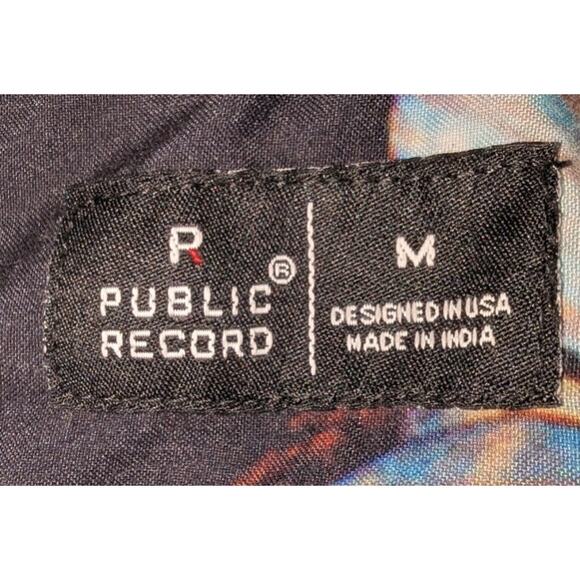 R
PUBLIC ®
RECORD
M
DESIGNED IN USA
MADE IN INDIA